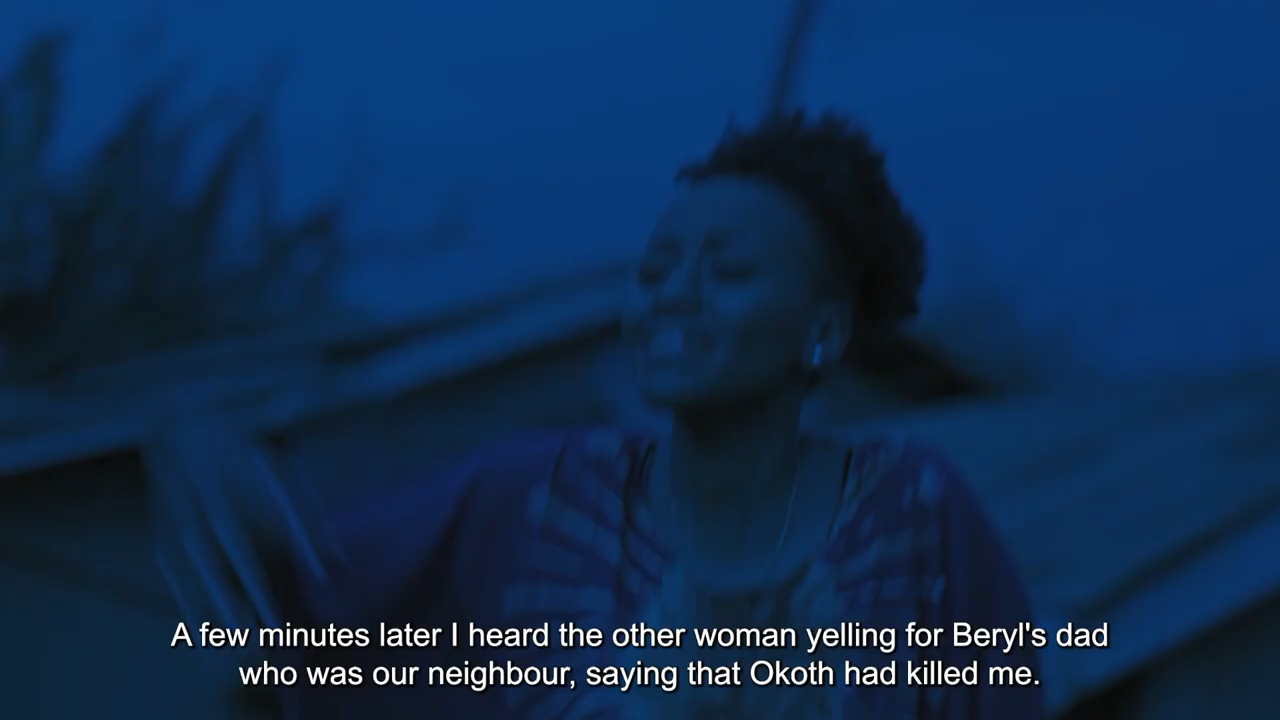 A few minutes later I heard the other woman yelling for Beryl's dad
who was our neighbour, saying that Okoth had killed me.